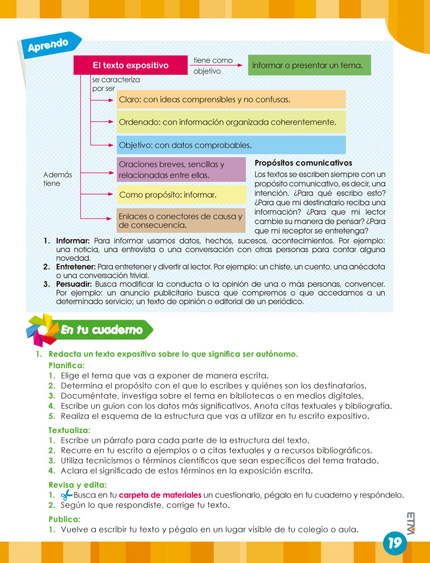 Aprendo
El texto expositivo
tiene como
objetivo
informar o presentar un tema.
se caracteriza
por ser
Claro: con ideas comprensibles y no confusas.
Ordenado: con información organizada coherentemente.
Objetivo: con datos comprobables.
Además
tiene
Oraciones breves, sencillas y
relacionadas entre ellas.
Como propósito: informar.
Enlaces o conectores de causa y
de consecuencia.
Propósitos comunicativos
Los textos se escriben siempre con un
propósito comunicativo, es decir, una
intención. ¿Para qué escribo esto?
¿Para que mi destinatario reciba una
información? ¿Para que mi lector
cambie su manera de pensar? ¿Para
que mi receptor se entretenga?
1. Informar: Para informar usamos datos, hechos, sucesos, acontecimientos. Por ejemplo:
una noticia, una entrevista o una conversación con otras personas para contar alguna
novedad.
2. Entretener: Para entretener y divertir al lector. Por ejemplo: un chiste, un cuento, una anécdota
o una conversación trivial.
3. Persuadir: Busca modificar la conducta o la opinión de una o más personas, convencer.
Por ejemplo: un anuncio publicitario busca que compremos o que accedamos a un
determinado servicio; un texto de opinión o editorial de un periódico.
En tu cuaderno
1. Redacta un texto expositivo sobre lo que significa ser autónomo.
Planifica:
1. Elige el tema que vas a exponer de manera escrita.
2. Determina el propósito con el que lo escribes y quiénes son los destinatarios.
3. Documéntate, investiga sobre el tema en bibliotecas o en medios digitales.
4. Escribe un guion con los datos más significativos. Anota citas textuales y bibliografía.
5. Realiza el esquema de la estructura que vas a utilizar en tu escrito expositivo.
Textualiza:
1. Escribe un párrafo para cada parte de la estructura del texto.
2. Recurre en tu escrito a ejemplos o a citas textuales y a recursos bibliográficos.
3. Utiliza tecnicismos o términos científicos que sean específicos del tema tratado.
4. Aclara el significado de estos términos en la exposición escrita.
Revisa y edita:
1. Busca en tu carpeta de materiales un cuestionario, pégalo en tu cuaderno y respóndelo.
2. Según lo que respondiste, corrige tu texto.
Publica:
1. Vuelve a escribir tu texto y pégalo en un lugar visible de tu colegio o aula.
19